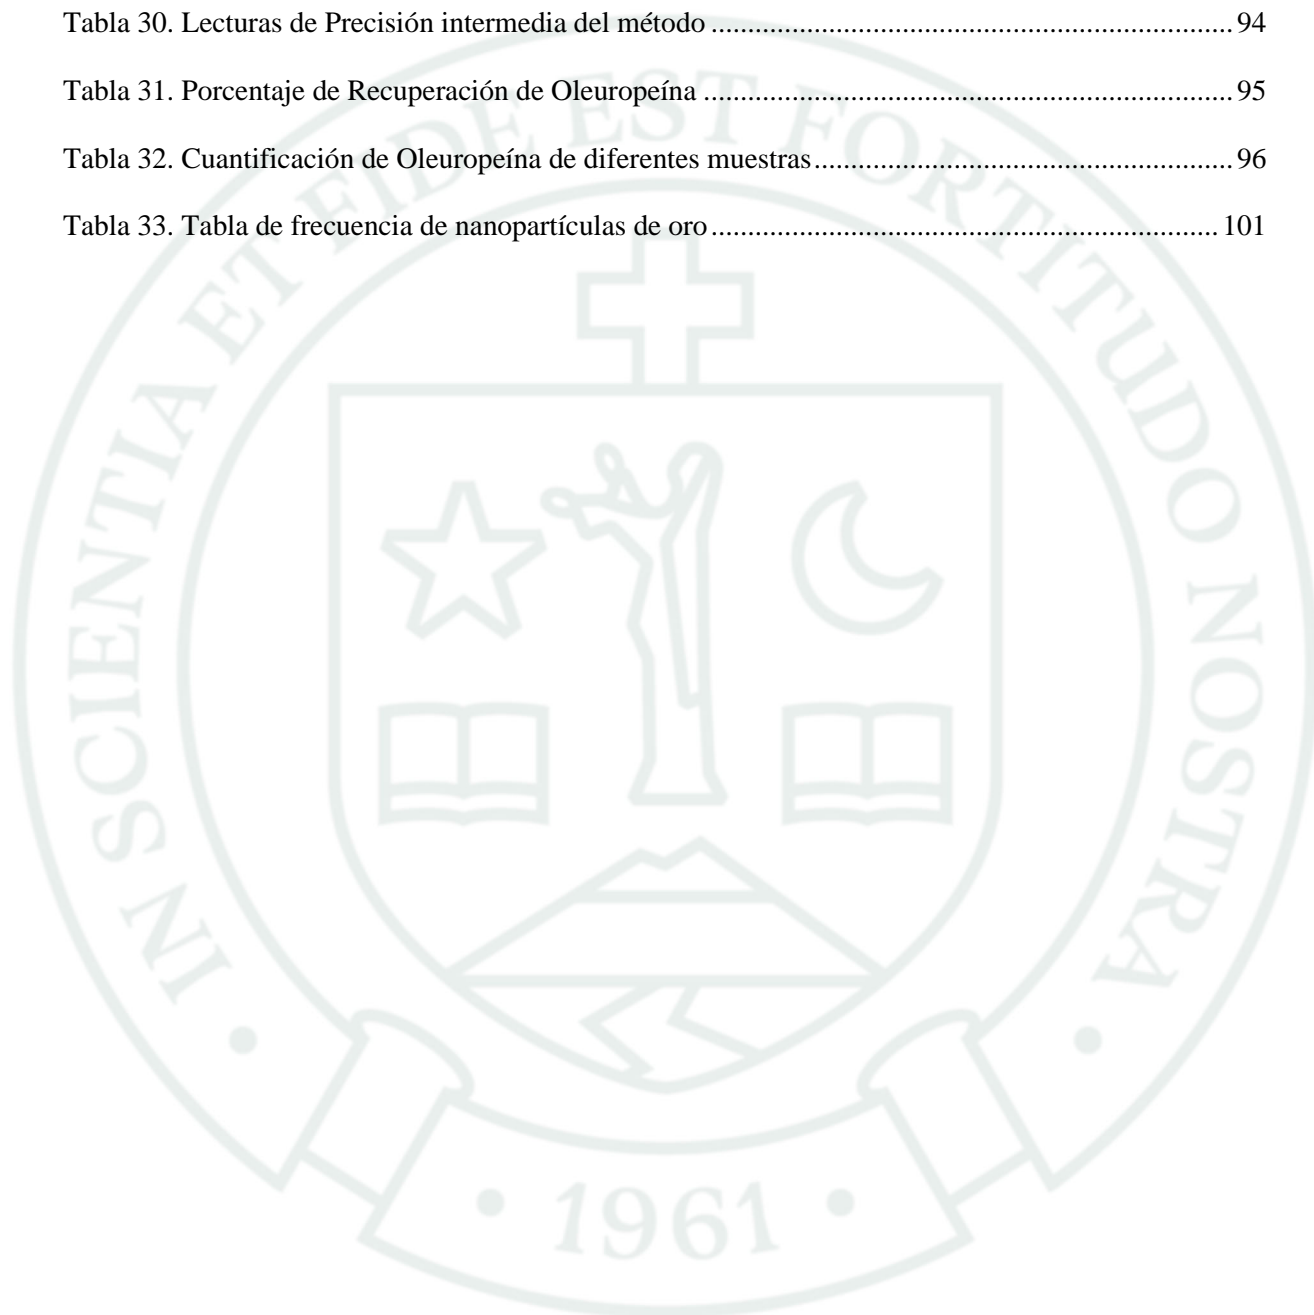 Tabla 30. Lecturas de Precisión intermedia del método ........................................................................ 94
Tabla 31. Porcentaje de Recuperación de Oleuropeína ......................................................................... 95
Tabla 32. Cuantificación de Oleuropeína de diferentes muestras.......................................................... 96
Tabla 33. Tabla de frecuencia de nanopartículas de oro...................................................................... 101
IN SCIENTIA ET FIDE EST FORTITUDO NOSTRA
• 1961 •